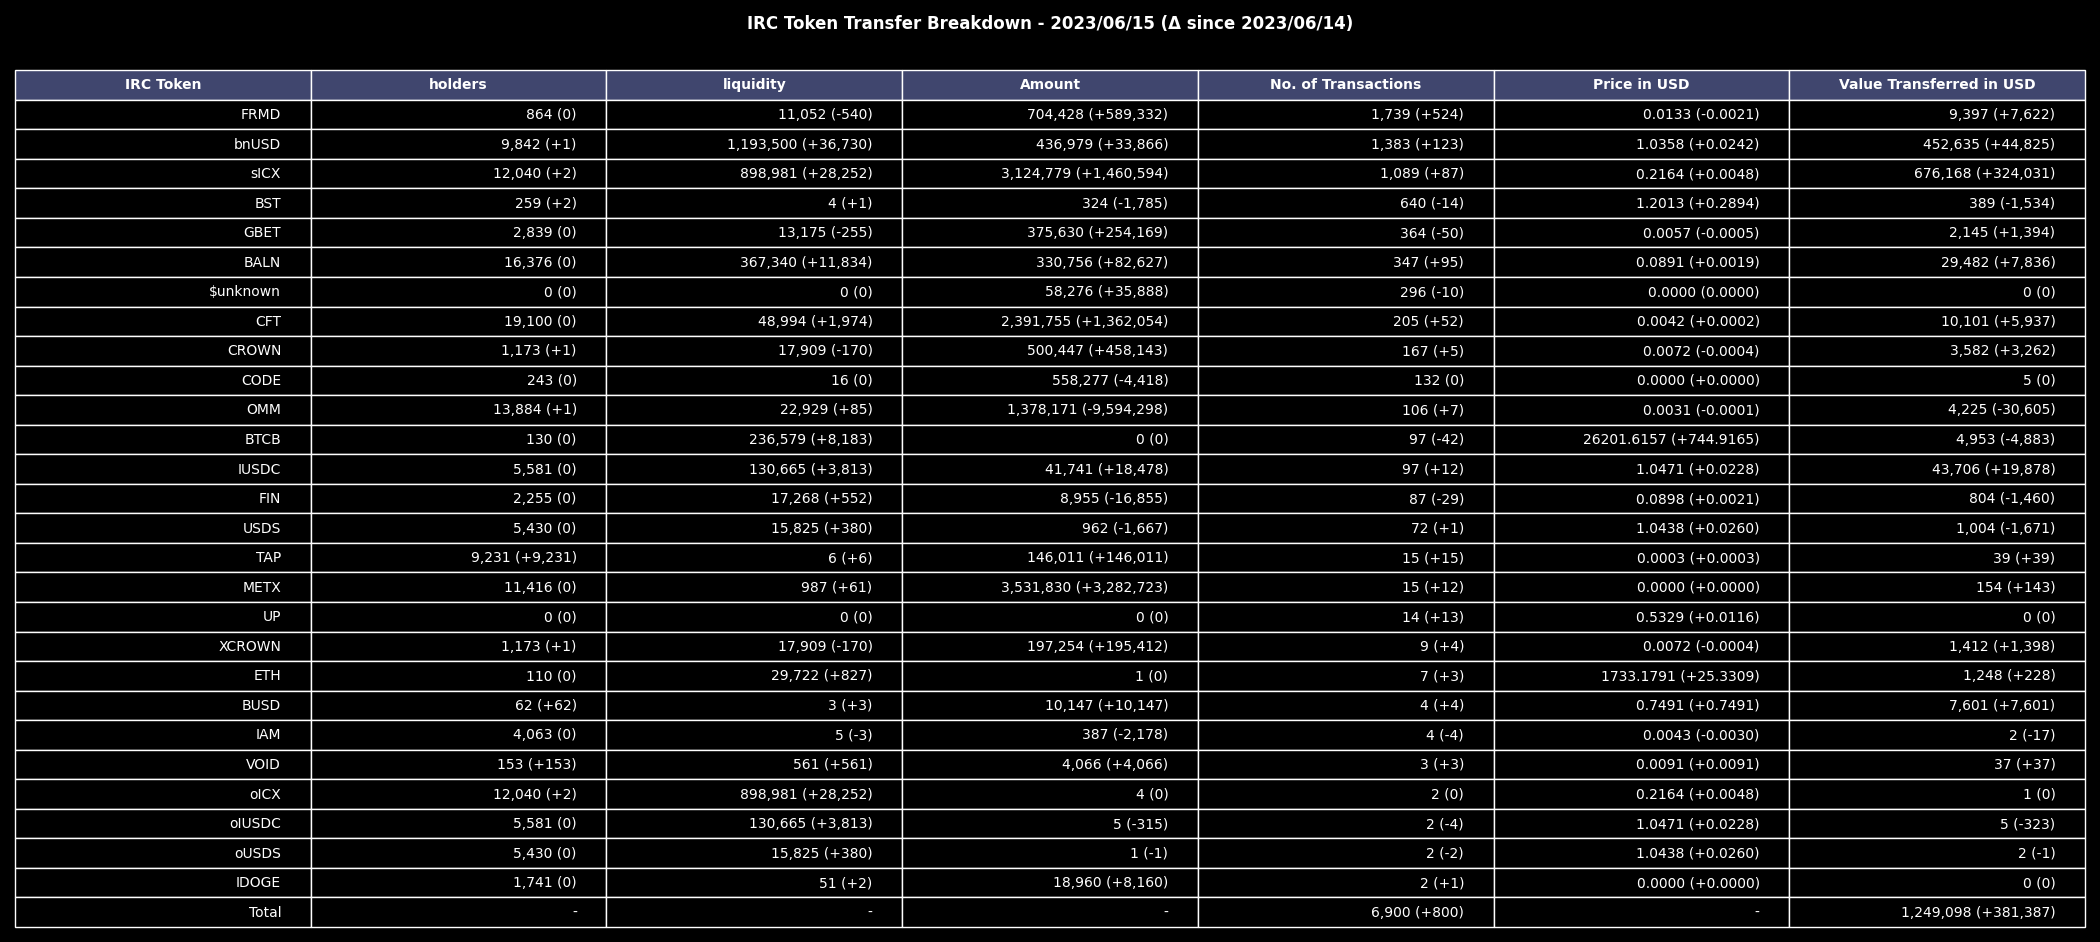 IRC Token Transfer Breakdown - 2023/06/15 (Δ since 2023/06/14)
IRC Token holders liquidity Amount No. of Transactions Price in USD Value Transferred in USD
FRMD 864 (0) 11,052 (-540) 704,428 (+589,332) 1,739 (+524) 0.0133 (-0.0021) 9,397 (+7,622)
bnUSD 9,842 (+1) 1,193,500 (+36,730) 436,979 (+33,866) 1,383 (+123) 1.0358 (+0.0242) 452,635 (+44,825)
sICX 12,040 (+2) 898,981 (+28,252) 3,124,779 (+1,460,594) 1,089 (+87) 0.2164 (+0.0048) 676,168 (+324,031)
BST 259 (+2) 4 (+1) 324 (-1,785) 640 (-14) 1.2013 (+0.2894) 389 (-1,534)
GBET 2,839 (0) 13,175 (-255) 375,630 (+254,169) 364 (-50) 0.0057 (-0.0005) 2,145 (+1,394)
BALN 16,376 (0) 367,340 (+11,834) 330,756 (+82,627) 347 (+95) 0.0891 (+0.0019) 29,482 (+7,836)
$unknown 0 (0) 0 (0) 58,276 (+35,888) 296 (-10) 0.0000 (0.0000) 0 (0)
CFT 19,100 (0) 48,994 (+1,974) 2,391,755 (+1,362,054) 205 (+52) 0.0042 (+0.0002) 10,101 (+5,937)
CROWN 1,173 (+1) 17,909 (-170) 500,447 (+458,143) 167 (+5) 0.0072 (-0.0004) 3,582 (+3,262)
CODE 243 (0) 16 (0) 558,277 (-4,418) 132 (0) 0.0000 (+0.0000) 5 (0)
OMM 13,884 (+1) 22,929 (+85) 1,378,171 (-9,594,298) 106 (+7) 0.0031 (-0.0001) 4,225 (-30,605)
BTCB 130 (0) 236,579 (+8,183) 0 (0) 97 (-42) 26201.6157 (+744.9165) 4,953 (-4,883)
IUSDC 5,581 (0) 130,665 (+3,813) 41,741 (+18,478) 97 (+12) 1.0471 (+0.0228) 43,706 (+19,878)
FIN 2,255 (0) 17,268 (+552) 8,955 (-16,855) 87 (-29) 0.0898 (+0.0021) 804 (-1,460)
USDS 5,430 (0) 15,825 (+380) 962 (-1,667) 72 (+1) 1.0438 (+0.0260) 1,004 (-1,671)
TAP 9,231 (+9,231) 6 (+6) 146,011 (+146,011) 15 (+15) 0.0003 (+0.0003) 39 (+39)
METX 11,416 (0) 987 (+61) 3,531,830 (+3,282,723) 15 (+12) 0.0000 (+0.0000) 154 (+143)
UP 0 (0) 0 (0) 0 (0) 14 (+13) 0.5329 (+0.0116) 0 (0)
XCROWN 1,173 (+1) 17,909 (-170) 197,254 (+195,412) 9 (+4) 0.0072 (-0.0004) 1,412 (+1,398)
ETH 110 (0) 29,722 (+827) 1 (0) 7 (+3) 1733.1791 (+25.3309) 1,248 (+228)
BUSD 62 (+62) 3 (+3) 10,147 (+10,147) 4 (+4) 0.7491 (+0.7491) 7,601 (+7,601)
IAM 4,063 (0) 5 (-3) 387 (-2,178) 4 (-4) 0.0043 (-0.0030) 2 (-17)
VOID 153 (+153) 561 (+561) 4,066 (+4,066) 3 (+3) 0.0091 (+0.0091) 37 (+37)
oICX 12,040 (+2) 898,981 (+28,252) 4 (0) 2 (0) 0.2164 (+0.0048) 1 (0)
oIUSDC 5,581 (0) 130,665 (+3,813) 5 (-315) 2 (-4) 1.0471 (+0.0228) 5 (-323)
oUSDS 5,430 (0) 15,825 (+380) 1 (-1) 2 (-2) 1.0438 (+0.0260) 2 (-1)
IDOGE 1,741 (0) 51 (+2) 18,960 (+8,160) 2 (+1) 0.0000 (+0.0000) 0 (0)
Total - - - 6,900 (+800) - 1,249,098 (+381,387)